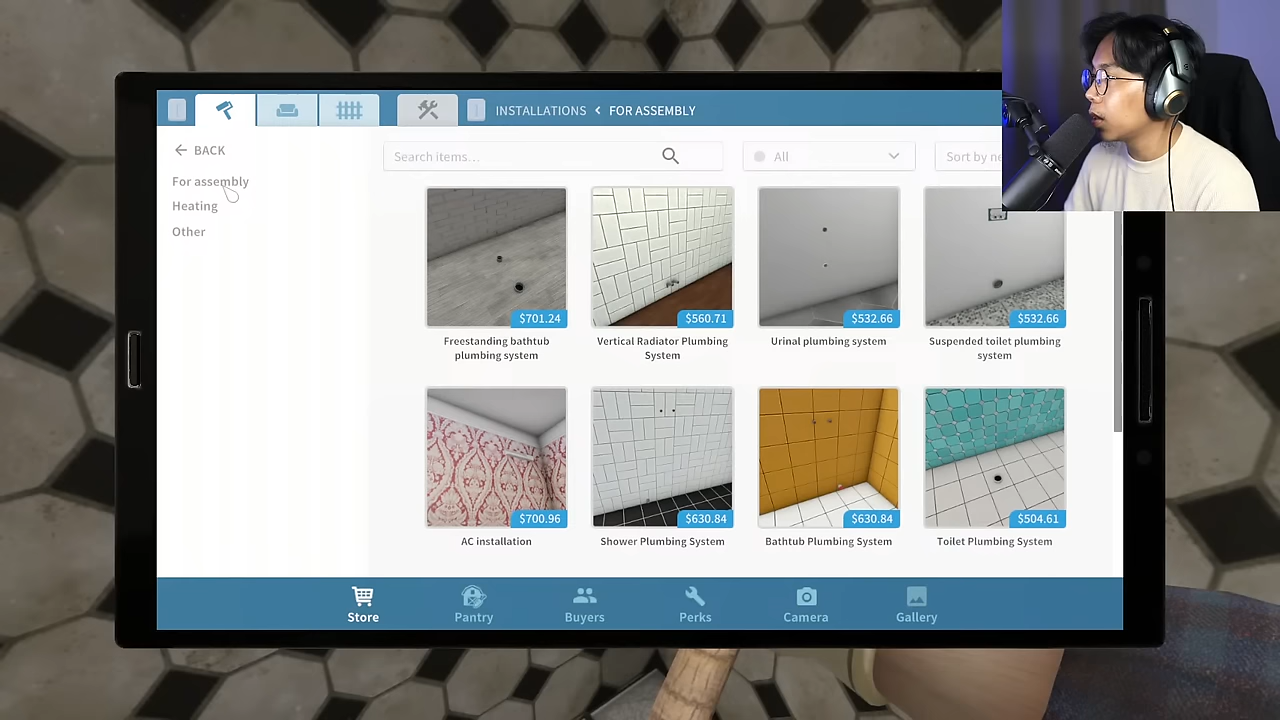 INSTALLATIONS < FOR ASSEMBLY
BACK
For assembly
Heating
Other
Search items...
All
Sort by ne
$701.24
$560.71
$532.66
$532.66
Freestanding bathtub
plumbing system
Vertical Radiator Plumbing
System
Urinal plumbing system
Suspended toilet plumbing
system
$700.96
$630.84
$630.84
$504.61
AC installation
Shower Plumbing System
Bathtub Plumbing System
Toilet Plumbing System
Store
Pantry
Buyers
Perks
Camera
Gallery